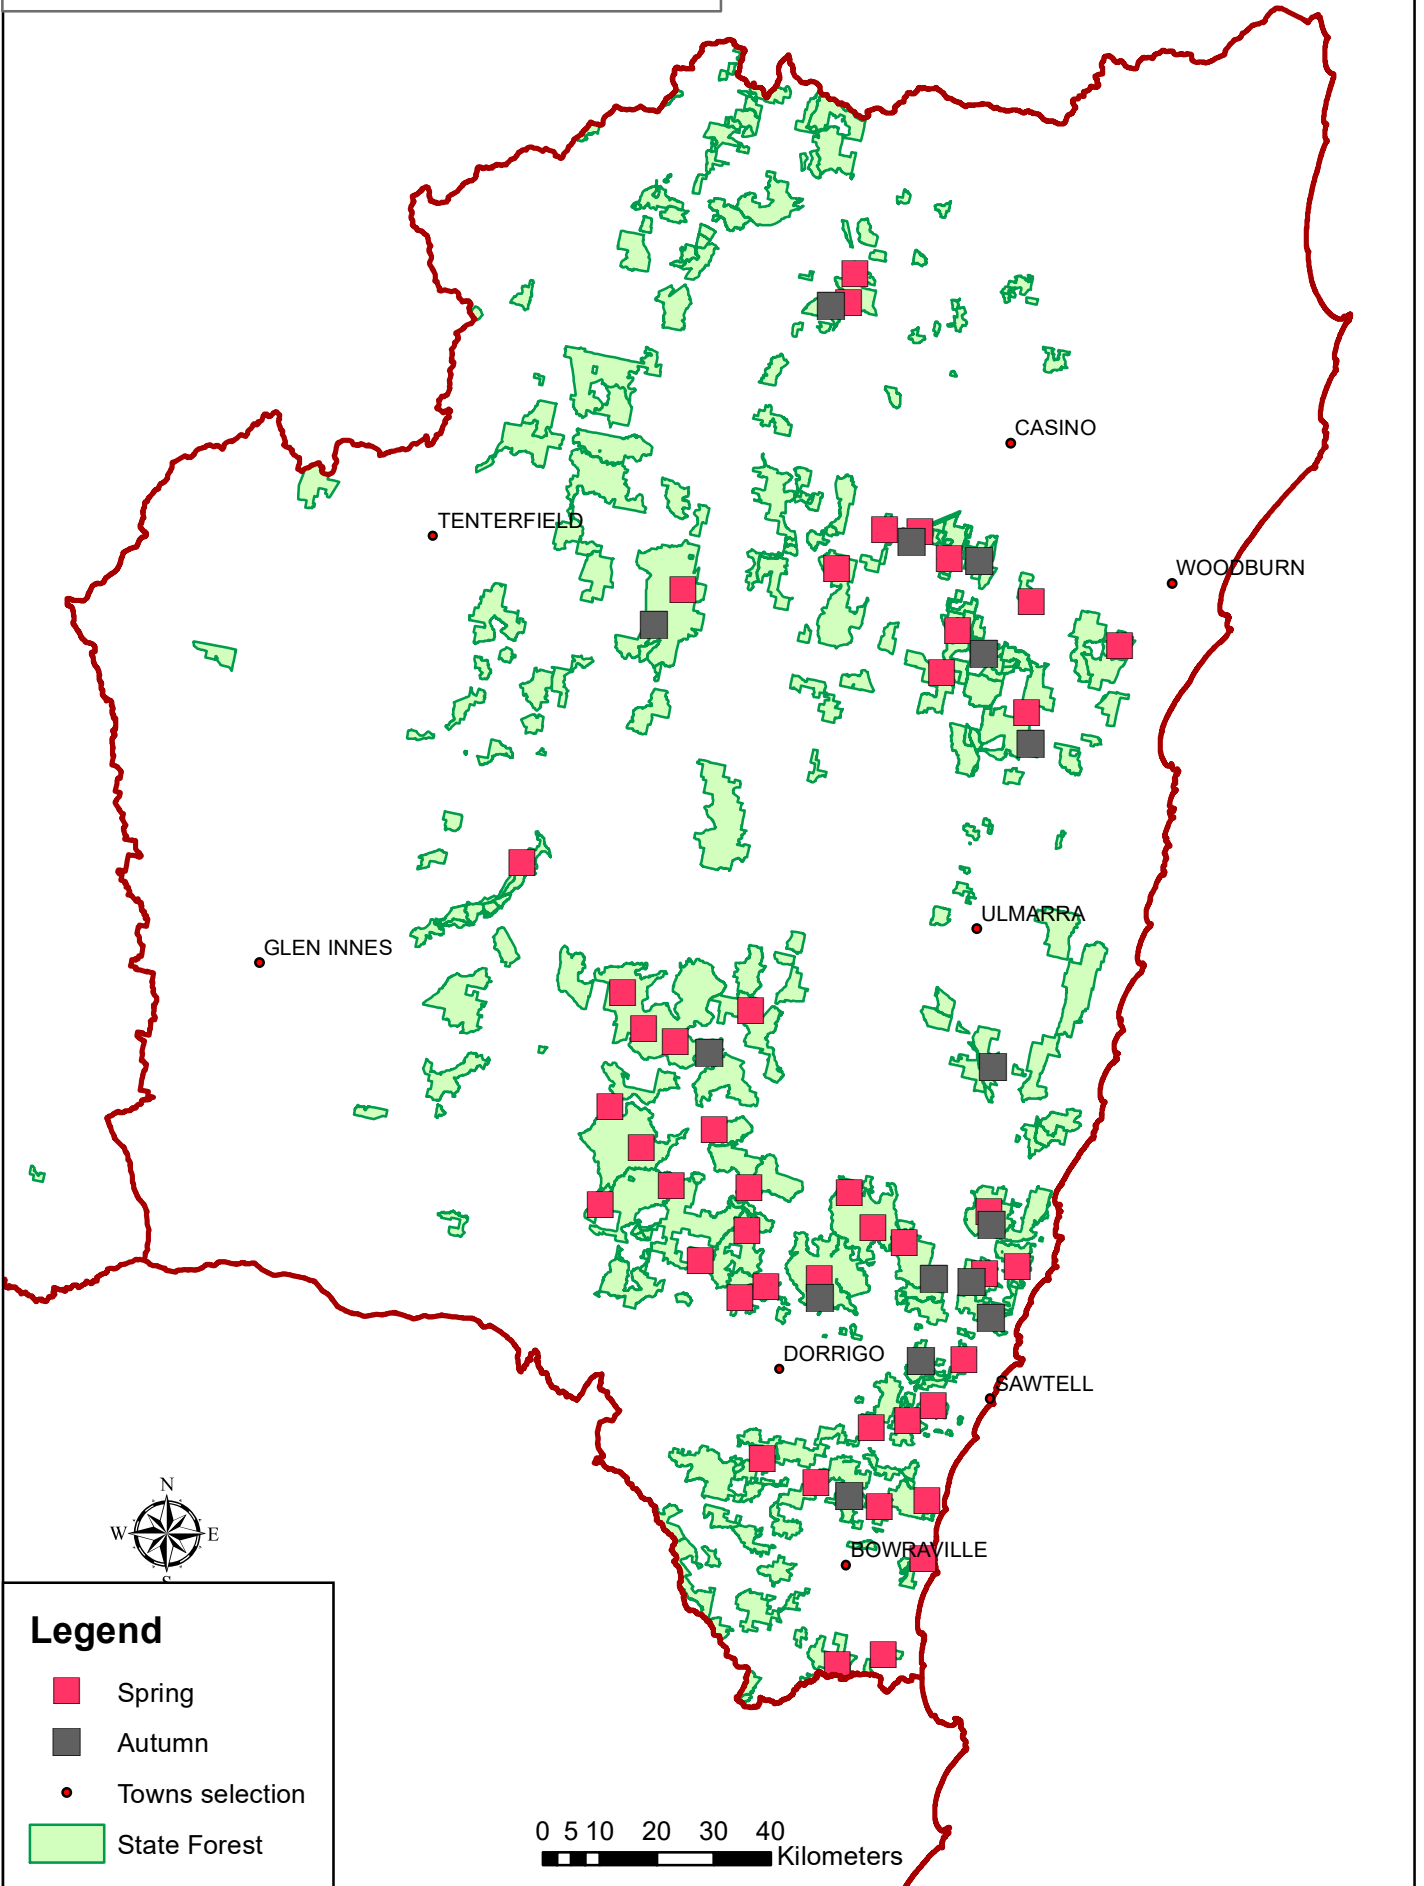 CASINO
TENTERFIELD
WOODBURN
ULMARRA
GLEN INNES
DORRIGO
SAWTELL
N
W E
S
BOWRAVILLE
Legend
Spring
Autumn
Towns selection
State Forest
0 5 10 20 30 40
Kilometers